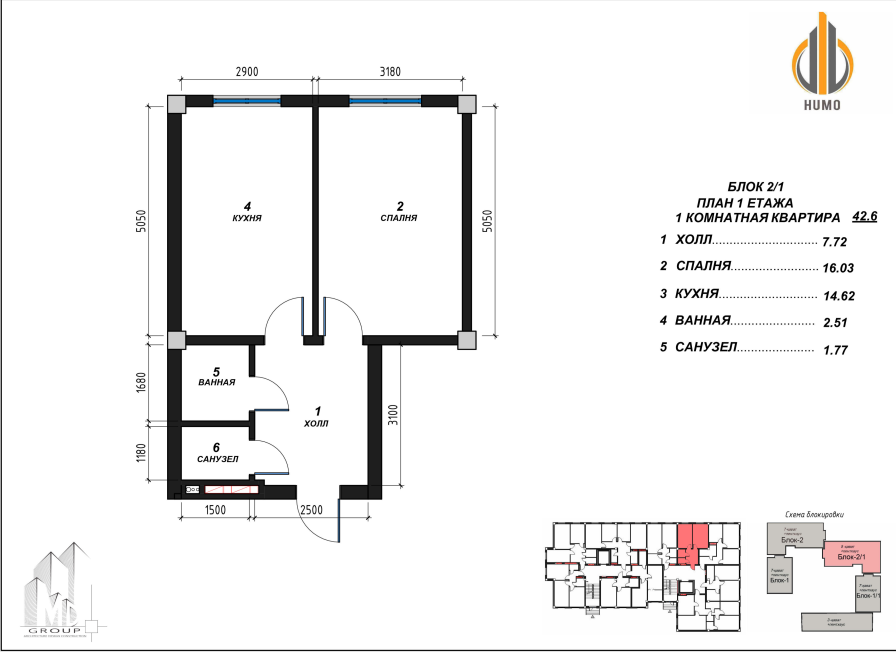 HUMO
2900
3180
БЛОК 2/1
ПЛАН 1 ЕТАЖА
1 КОМНАТНАЯ КВАРТИРА 42.6
1 ХОЛЛ.............................. 7.72
2 СПАЛНЯ......................... 16.03
3 КУХНЯ............................ 14.62
4 ВАННАЯ........................ 2.51
5 САНУЗЕЛ...................... 1.77
4
КУХНЯ
2
СПАЛНЯ
5050
5050
5
ВАННАЯ
1680
1
ХОЛЛ
3100
6
САНУЗЕЛ
1180
1500
2500
Схема блокировки
Блок-2
Блок-2/1
Блок-1
Блок-1/1
MD
GROUP